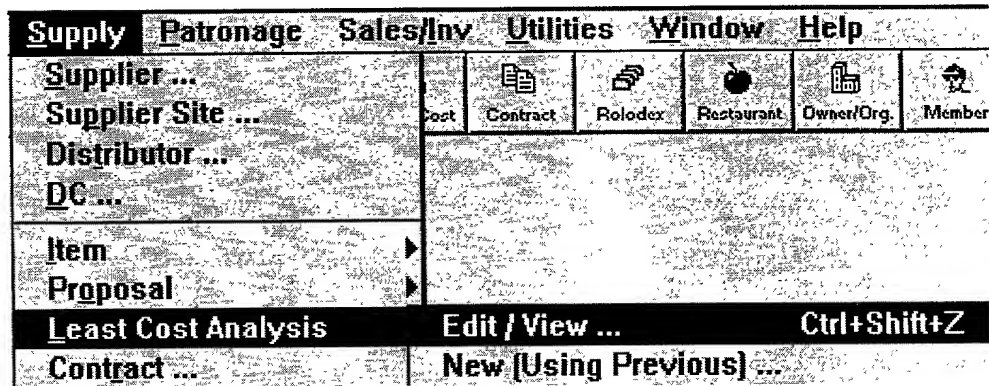 Supply Patronage Sales/Inv Utilities Window Help
Supplier ...
Supplier Site ...
Cost Contract Rolodex Restaurant Owner/Org. Member
Distributor ...
DC ...
Item
Proposal
Least Cost Analysis Edit / View ... Ctrl+Shift+Z
Contract ... New (Using Previous) ...